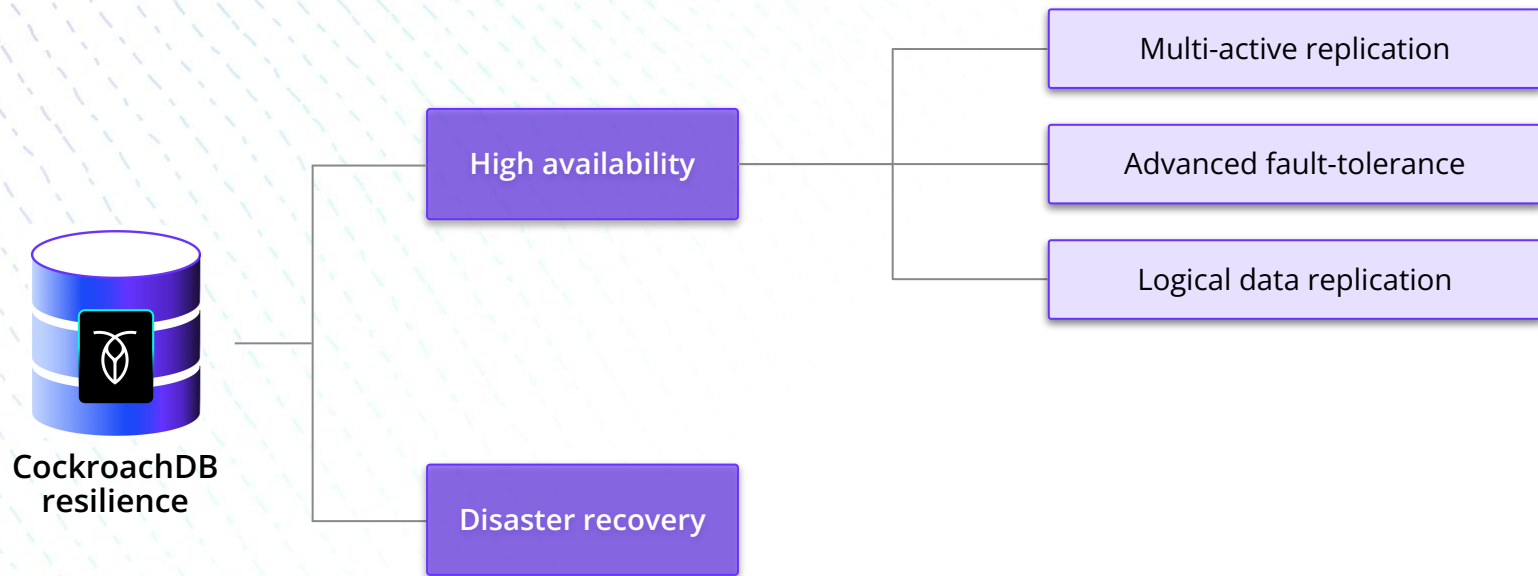 Multi-active replication
High availability
Advanced fault-tolerance
Logical data replication
CockroachDB
resilience
Disaster recovery